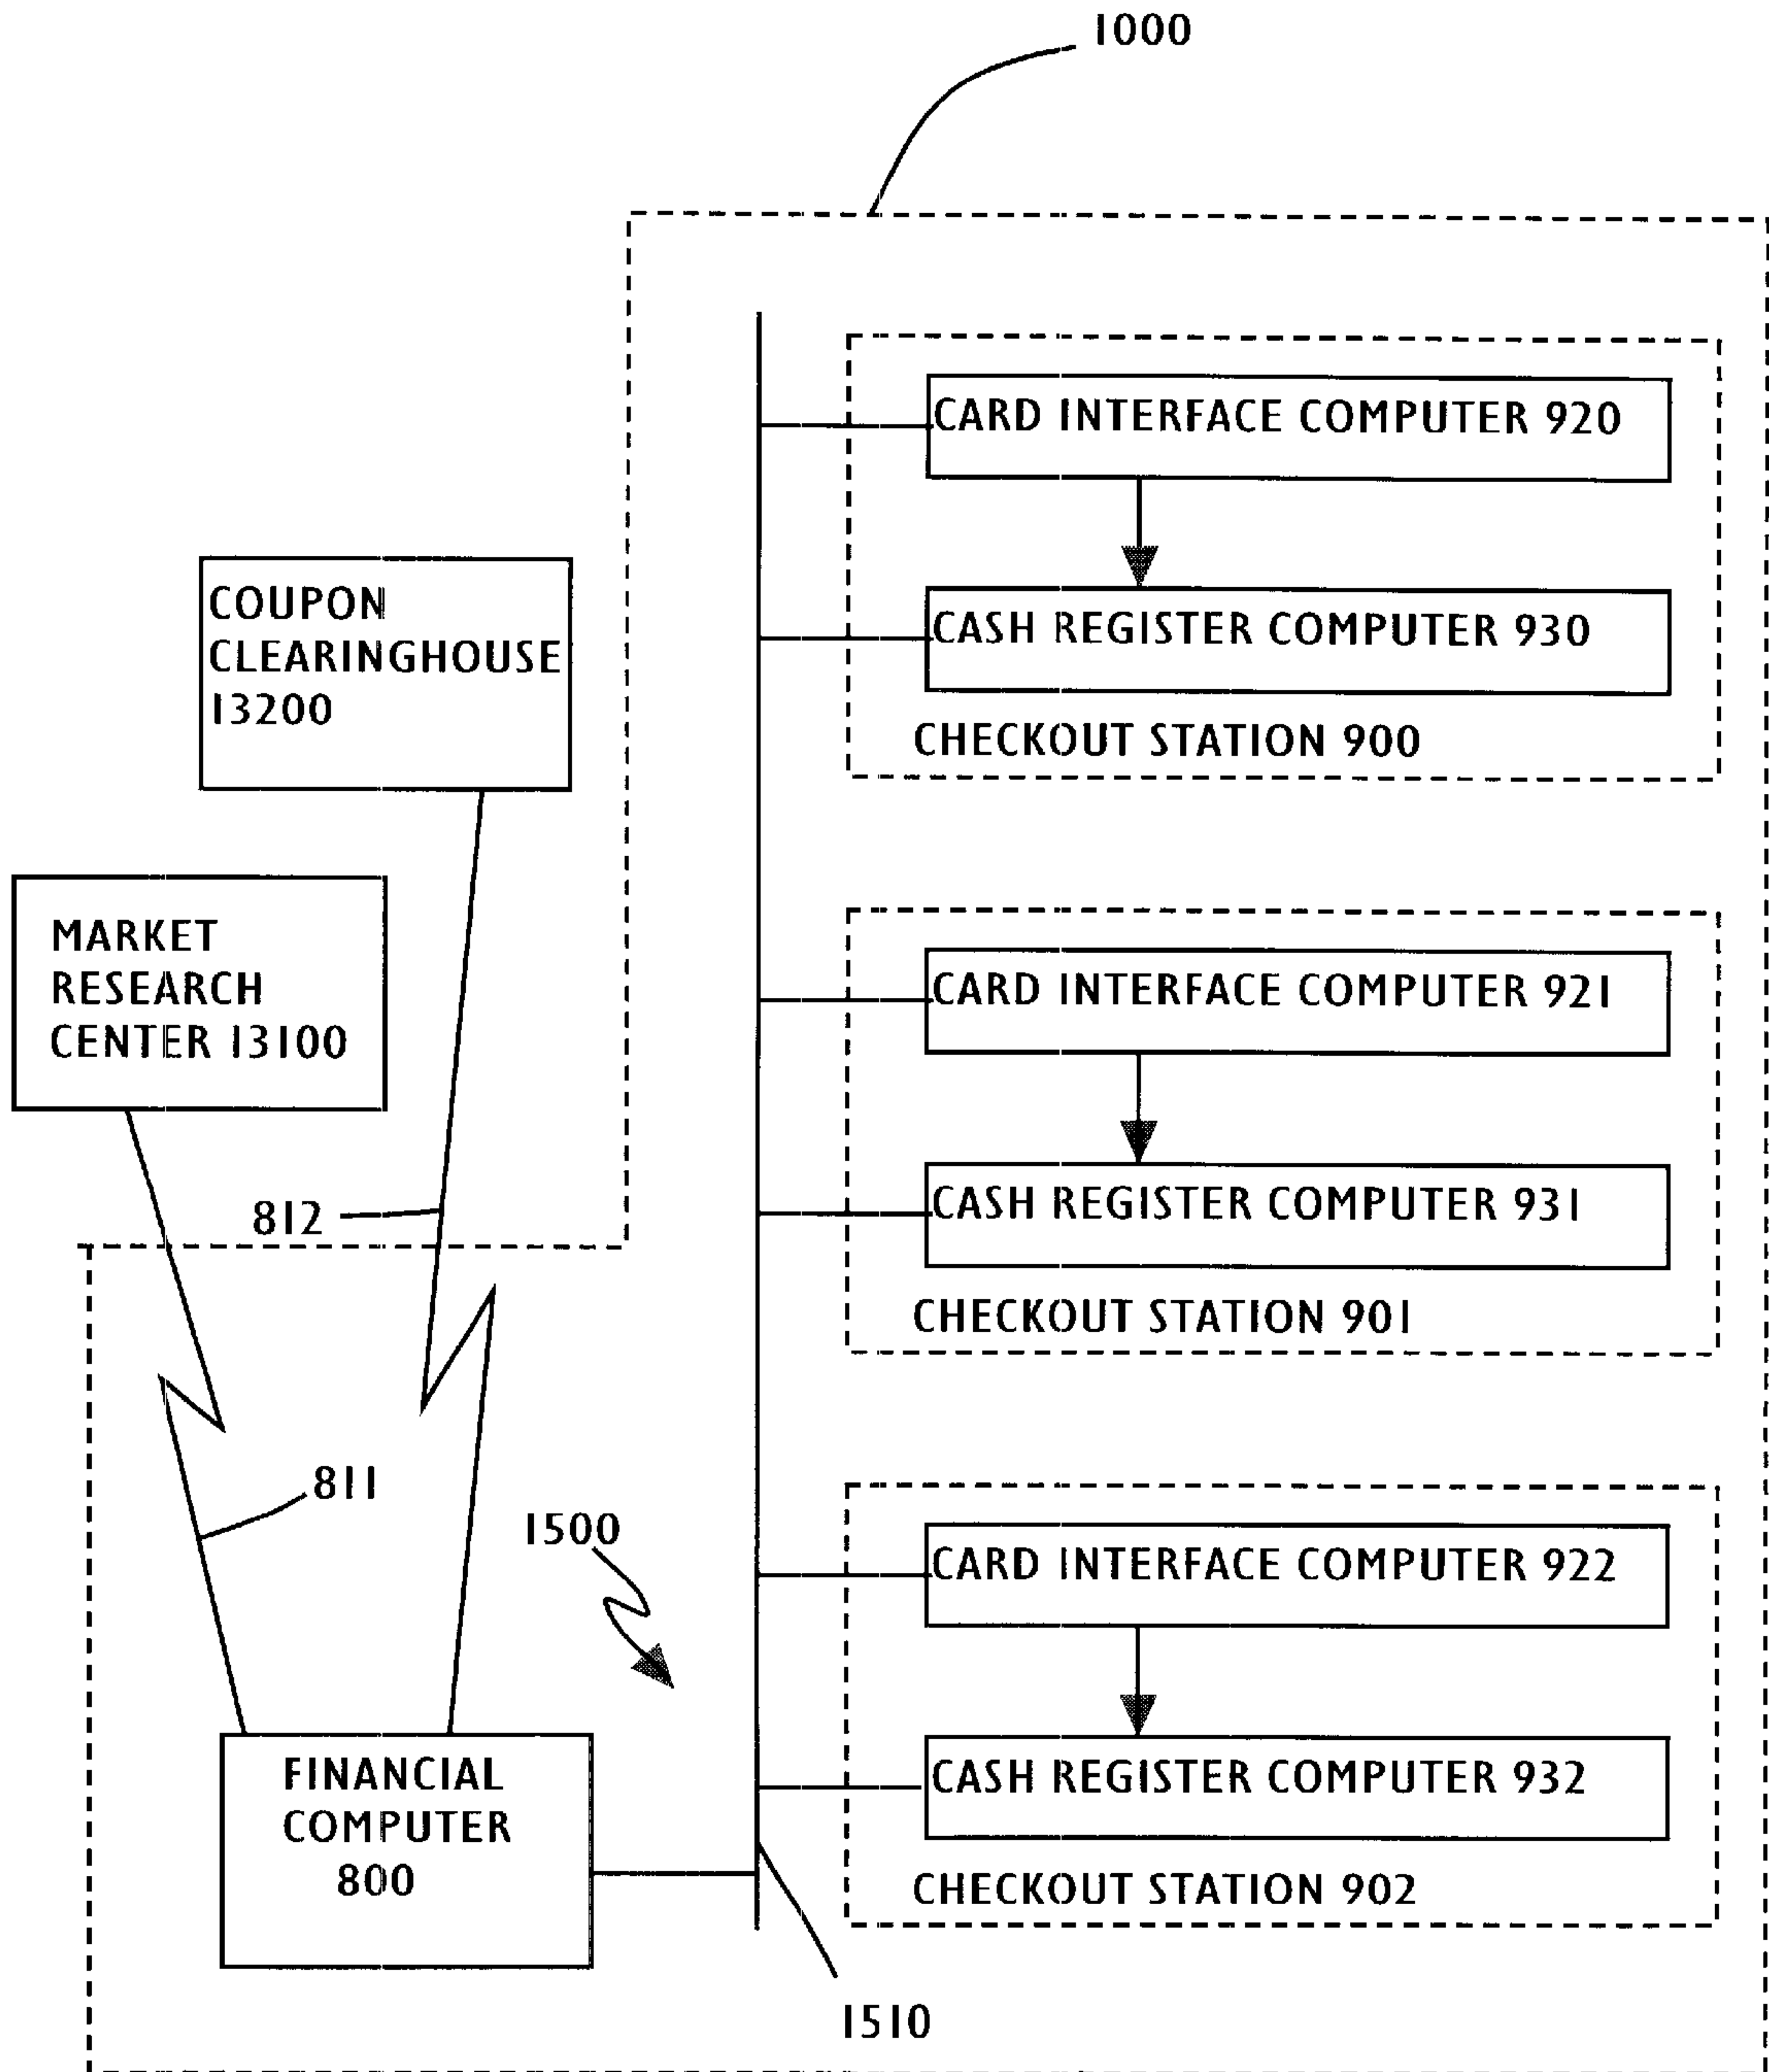 1000
CARD INTERFACE COMPUTER 920
CASH REGISTER COMPUTER 930
CHECKOUT STATION 900
COUPON
CLEARINGHOUSE
13200
MARKET
RESEARCH
CENTER 13100
CARD INTERFACE COMPUTER 921
CASH REGISTER COMPUTER 931
CHECKOUT STATION 901
812
811
1500
CARD INTERFACE COMPUTER 922
CASH REGISTER COMPUTER 932
CHECKOUT STATION 902
FINANCIAL
COMPUTER
800
1510